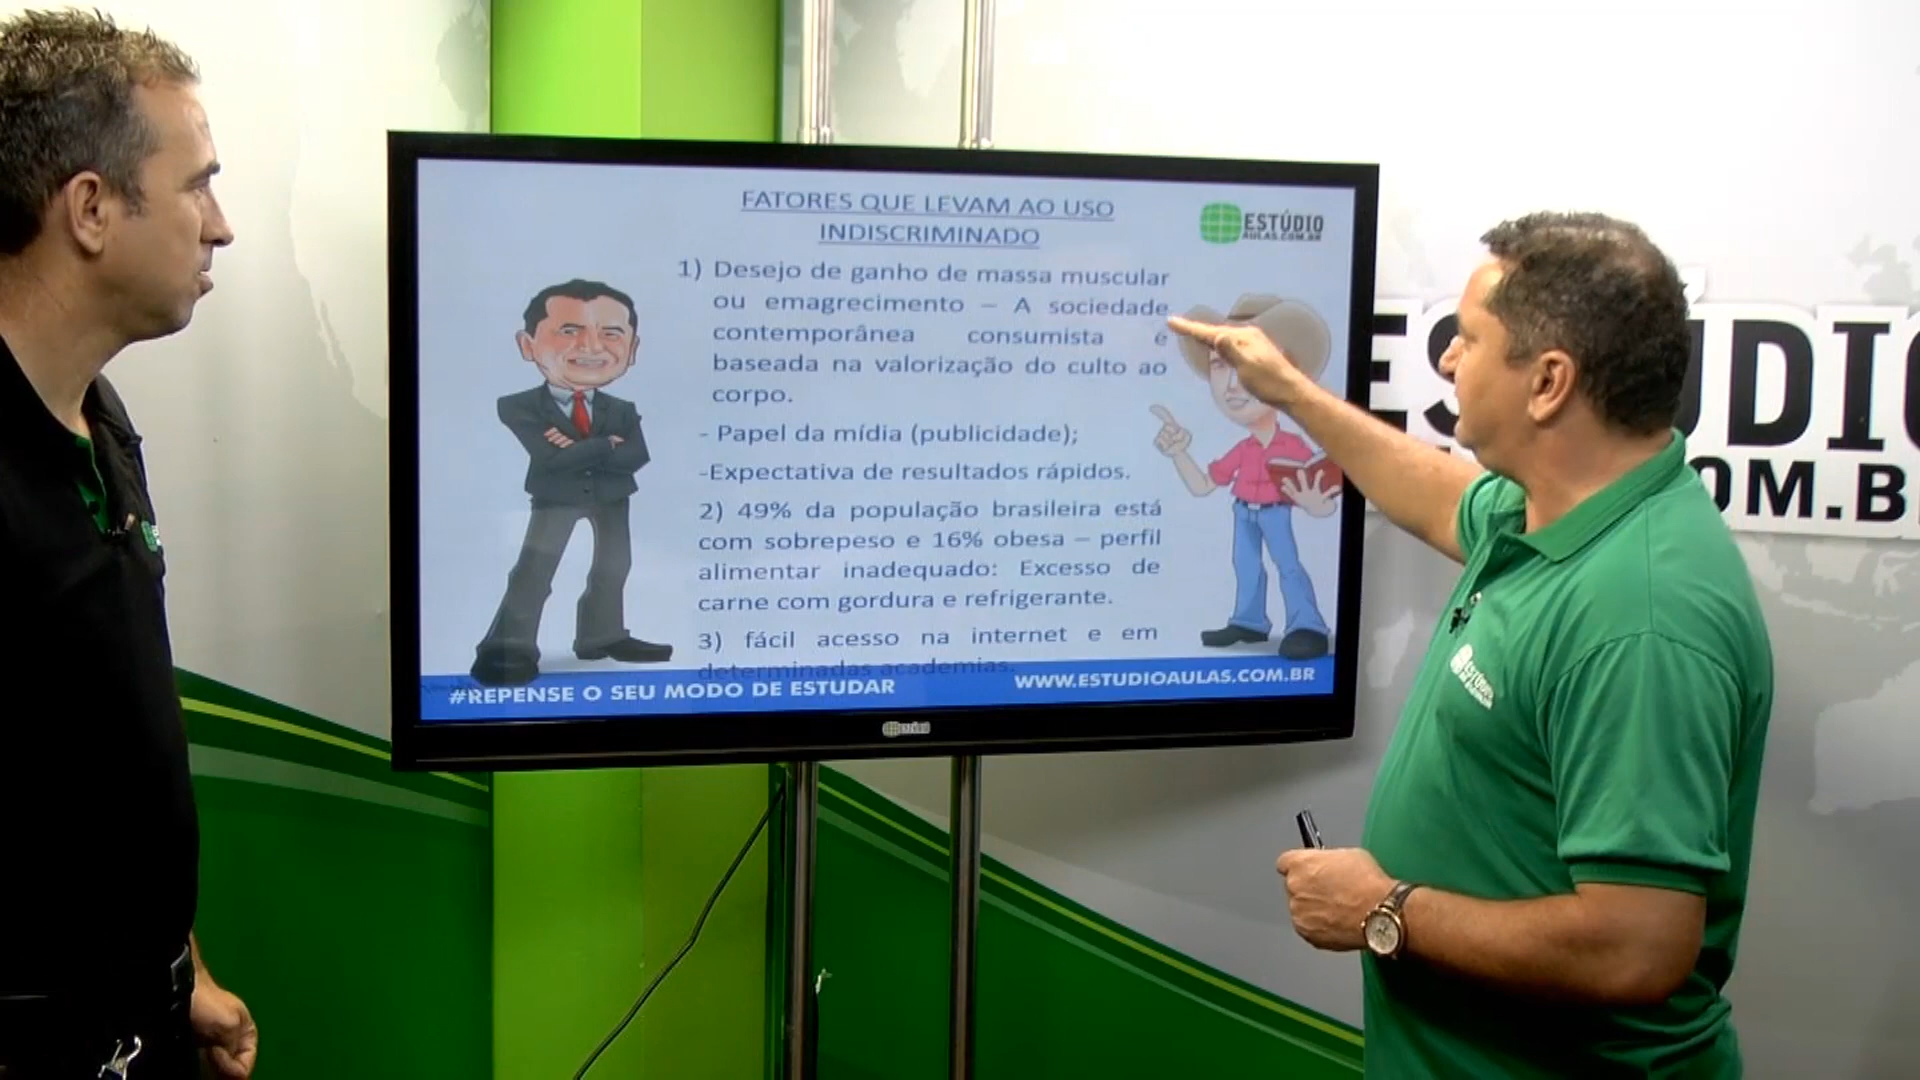 FATORES QUE LEVAM AO USO
INDISCRIMINADO
ESTÚDIO
AULAS.COM.BR
1) Desejo de ganho de massa muscular
ou emagrecimento – A sociedade
contemporânea consumista e
baseada na valorização do culto ao
corpo.
- Papel da mídia (publicidade);
-Expectativa de resultados rápidos.
2) 49% da população brasileira está
com sobrepeso e 16% obesa – perfil
alimentar inadequado: Excesso de
carne com gordura e refrigerante.
3) fácil acesso na internet e em
determinadas academias.
#REPENSE O SEU MODO DE ESTUDAR
WWW.ESTUDIOAULAS.COM.BR